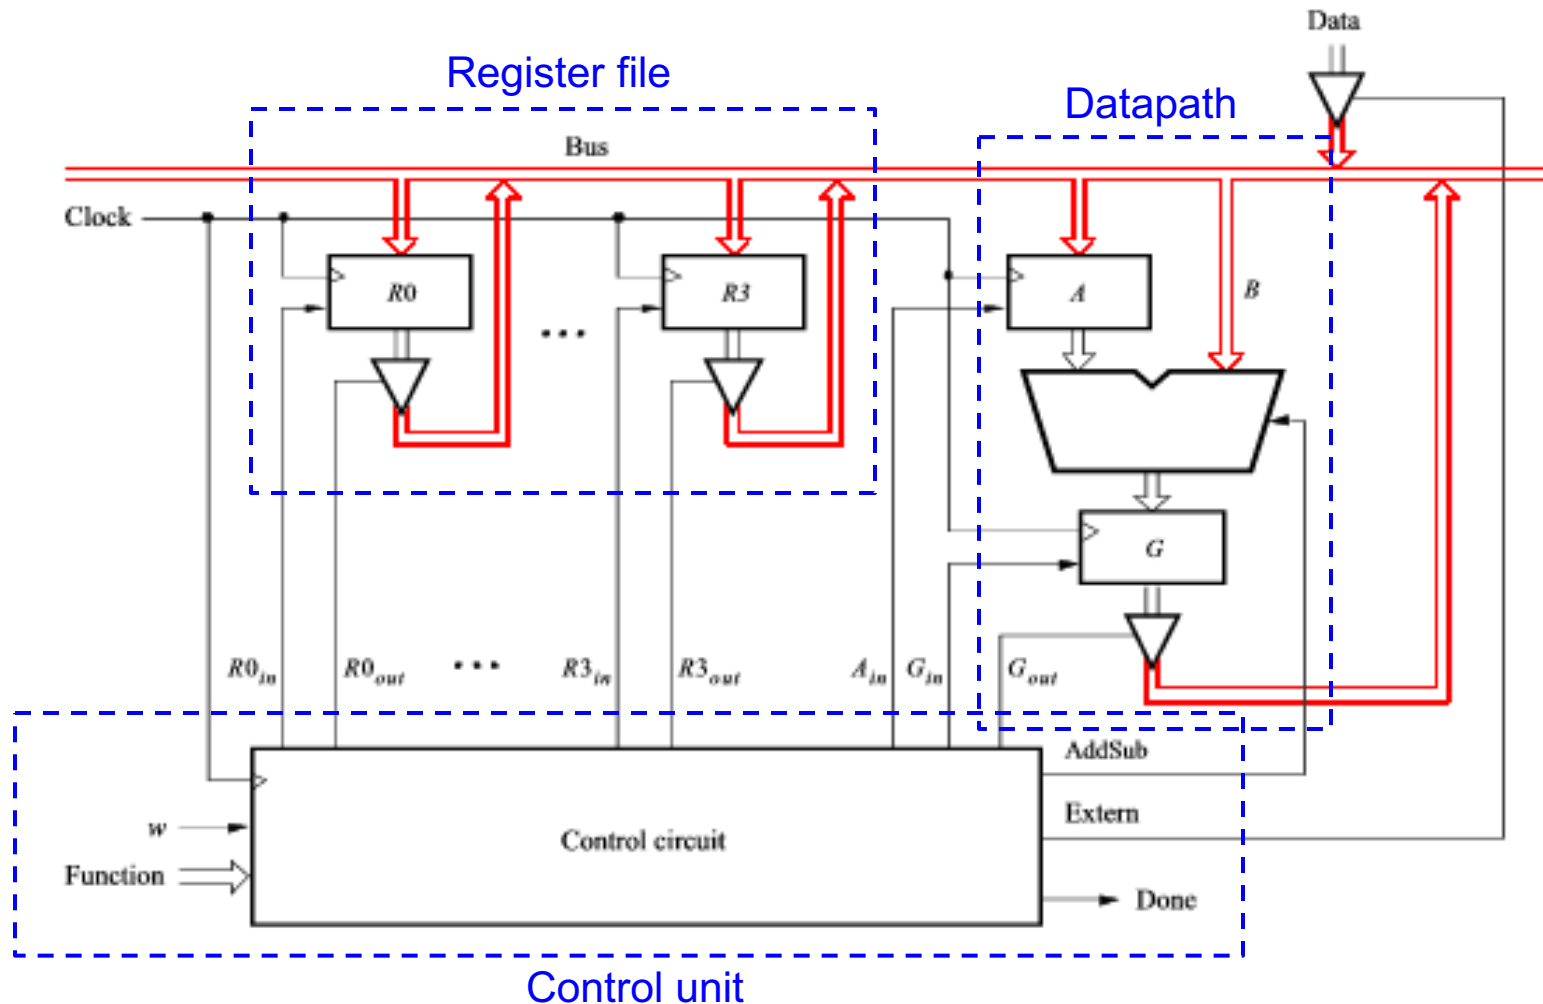 Data
Register file
Datapath
Bus
Clock
R0
R3
A
B
...
G
R0in
R0out
...
R3in
R3out
Ain
Gin
Gout
AddSub
Extern
w
Control circuit
Function
Done
Control unit